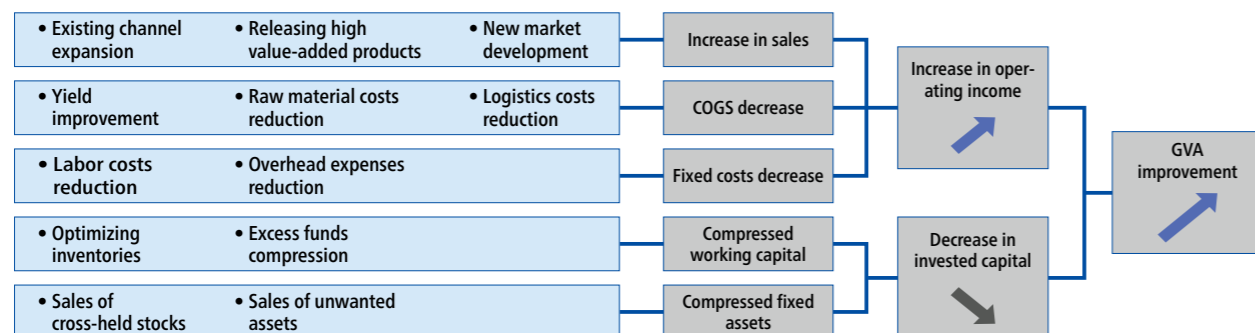 • Existing channel
expansion
• Releasing high
value-added products
• New market
development
Increase in sales
• Yield
improvement
• Raw material costs
reduction
• Logistics costs
reduction
COGS decrease
• Labor costs
reduction
• Overhead expenses
reduction
Fixed costs decrease
• Optimizing
inventories
• Excess funds
compression
Compressed
working capital
• Sales of
cross-held stocks
• Sales of unwanted
assets
Compressed fixed
assets
Increase in oper-
ating income
Decrease in
invested capital
GVA
improvement